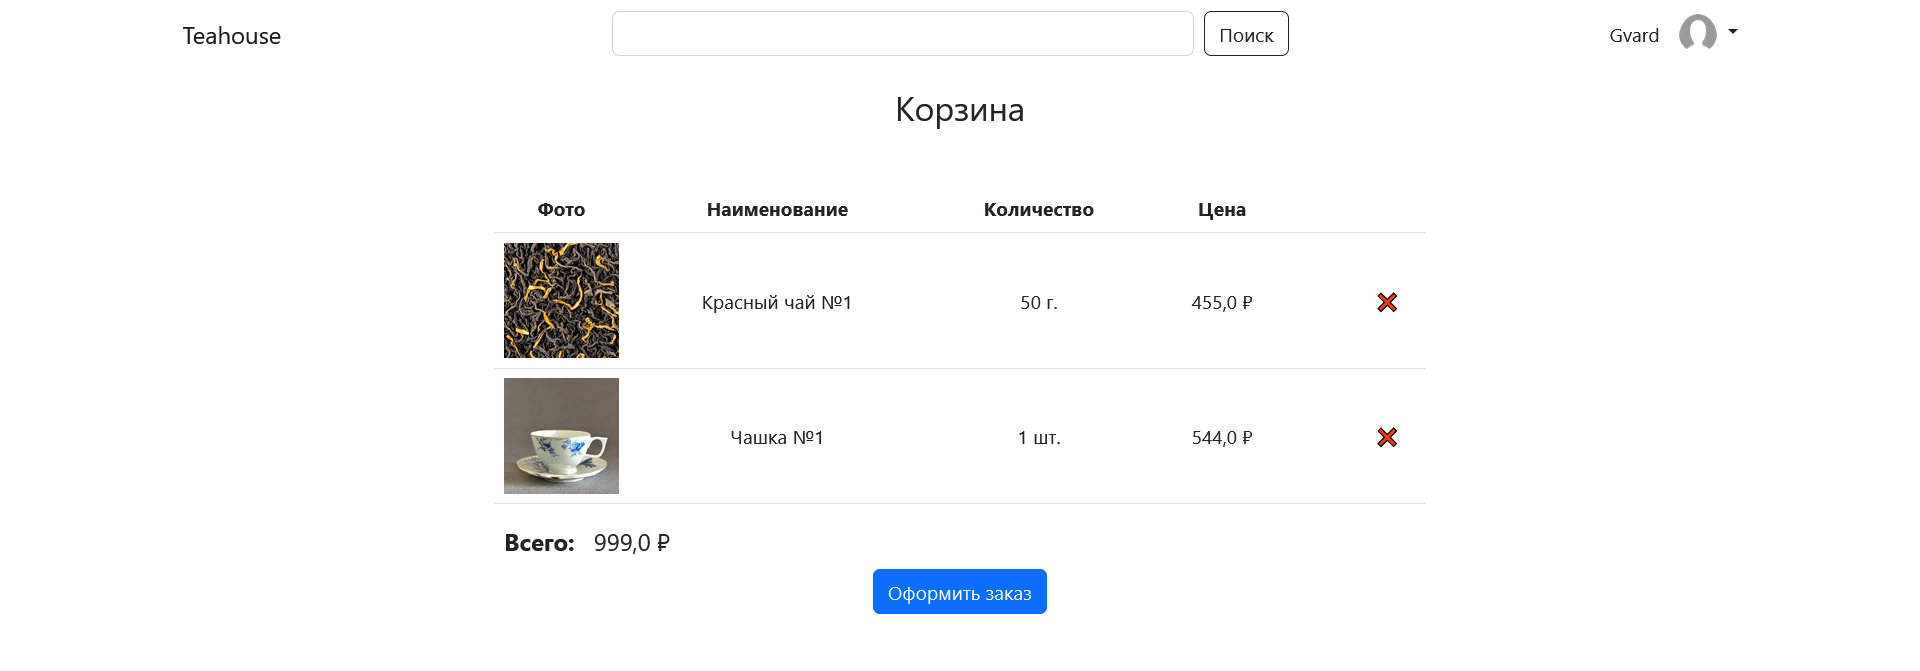 Teahouse Поиск Gvard
Корзина
Фото Наименование Количество Цена
Красный чай №1 50 г. 455,0 ₽
Чашка №1 1 шт. 544,0 ₽
Всего: 999,0 ₽
Оформить заказ